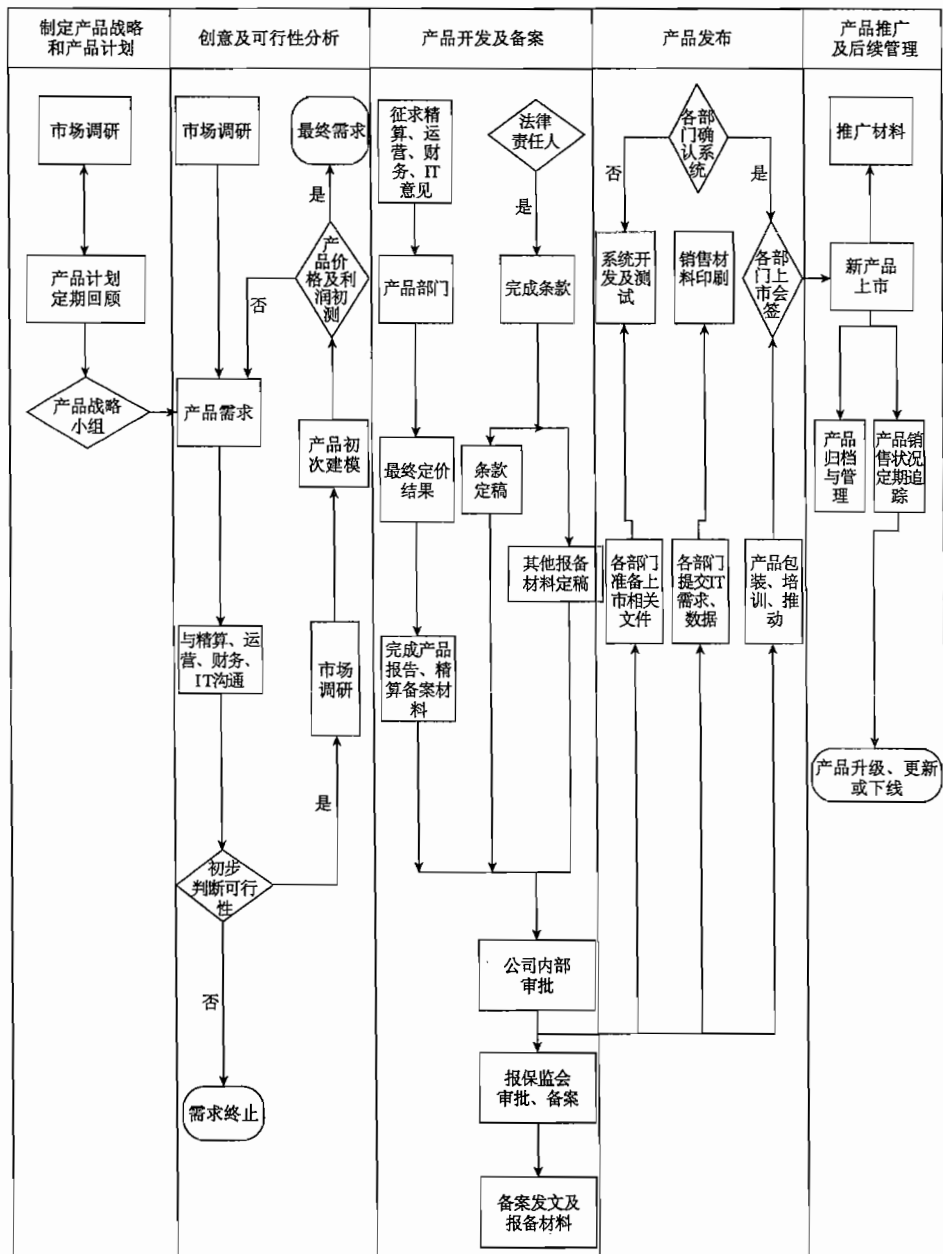 制定产品战略
和产品计划
创意及可行性分析
产品开发及备案
产品发布
产品推广
及后续管理
市场调研
产品计划
定期回顾
产品战略
小组
市场调研
最终需求
是
产
品价
格及利
润初
测
否
产品需求
产品初
次建模
与精算、运
营、财务、
IT沟通
市场
调研
是
初步
判断可行
性
否
需求终止
征求精
算、运
营、财
务、IT
意见
法律
责任人
是
产品部门
完成条款
最终定价
结果
条款
定稿
其他报备
材料定稿
完成产品
报告、精
算备案材
料
公司内部
审批
报保监会
审批、备案
备案发文及
报备材料
各部
门确
认系
统
否
是
系统开
发及测
试
销售材
料印刷
各部
门上
市会
签
各部门
准备上
市相关
文件
各部门
提交IT
需求、
数据
产品包
装、培
训、推
动
推广材料
新产品
上市
产品
归档
与管
理
产品销
售状况
定期追
踪
产品升级、更新
或下线